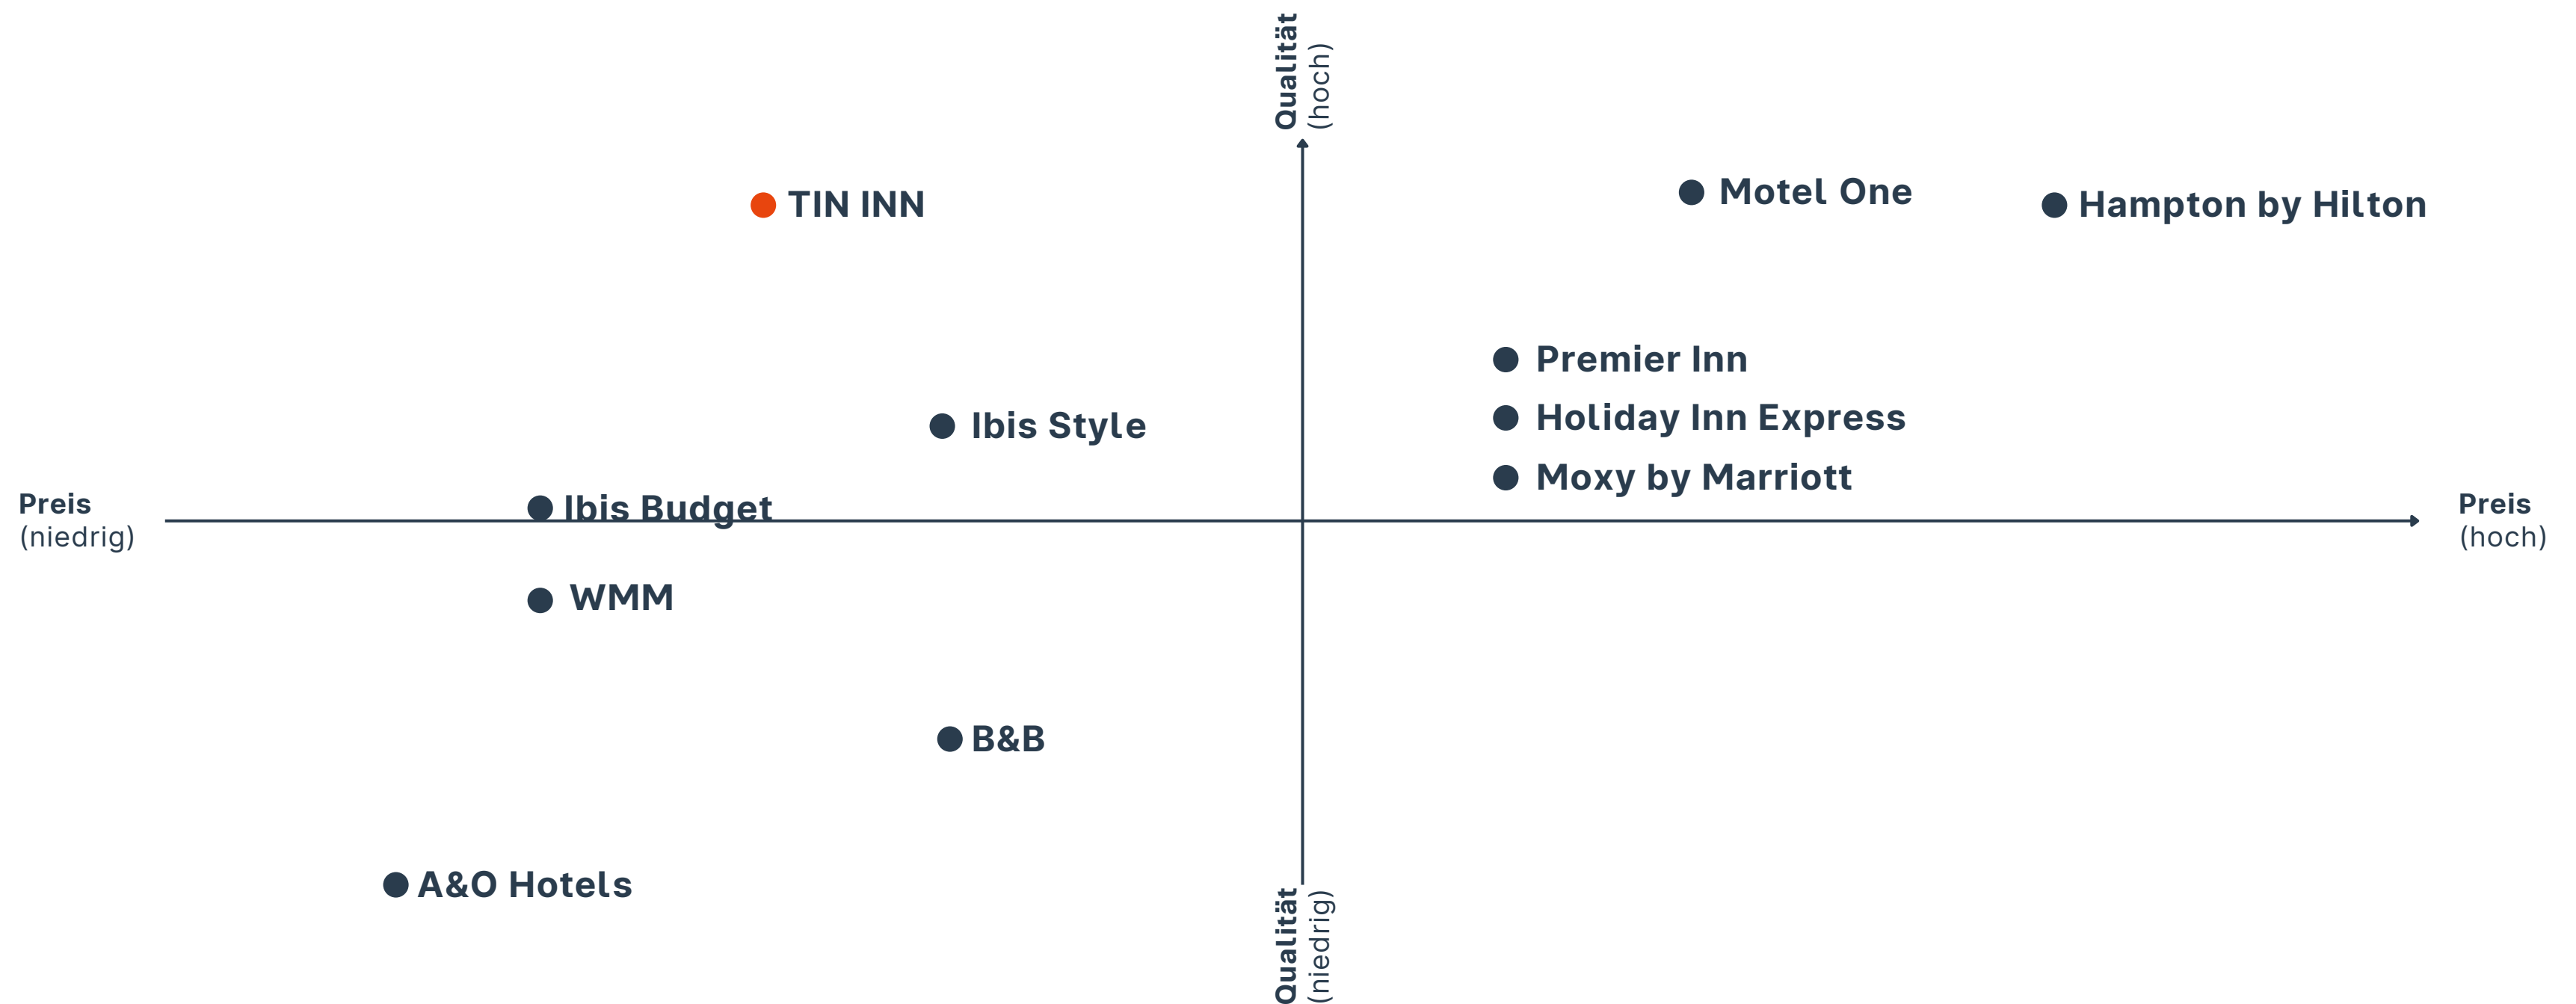 Qualität
(hoch)
Motel One
TIN INN
Hampton by Hilton
Premier Inn
Holiday Inn Express
Ibis Style
Moxy by Marriott
Preis
(niedrig)
Ibis Budget
Preis
(hoch)
WMM
B&B
A&O Hotels
Qualität
(niedrig)